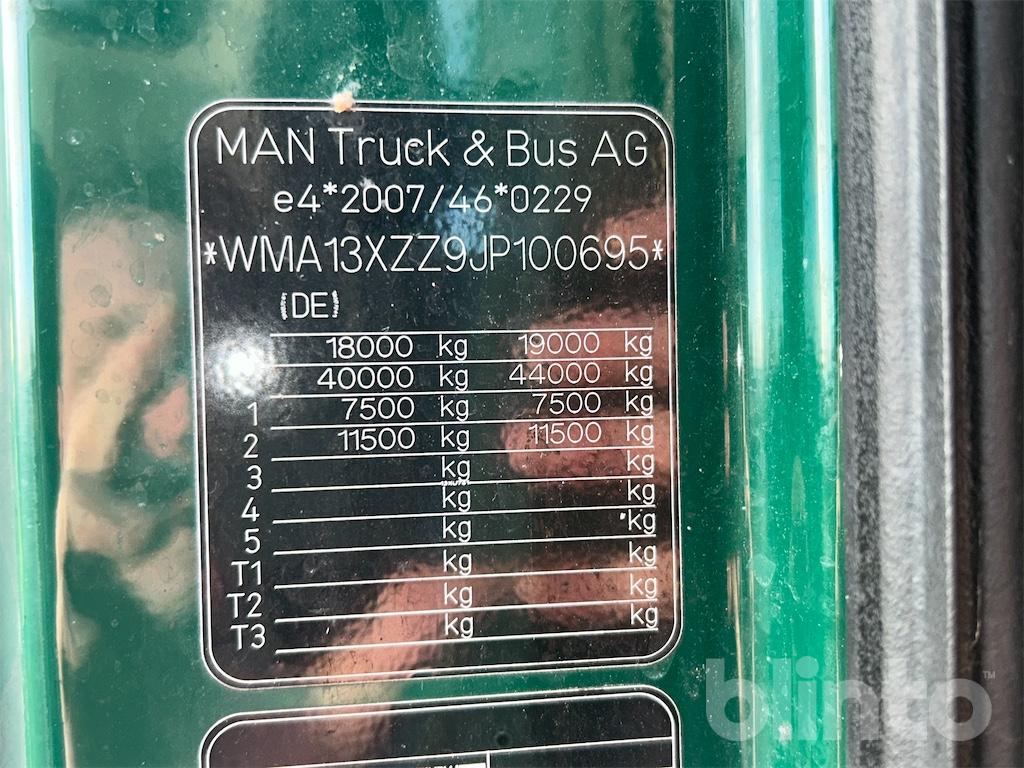 MAN Truck & Bus AG
e4*2007/46*0229
*WMA13XZZ9JP100695*
(DE)
18000 kg 19000 kg
40000 kg 44000 kg
1 7500 kg 7500 kg
2 11500 kg 11500 kg
3 kg kg
4 kg kg
5 kg kg
T1 kg kg
T2 kg kg
T3 kg kg
blinto™